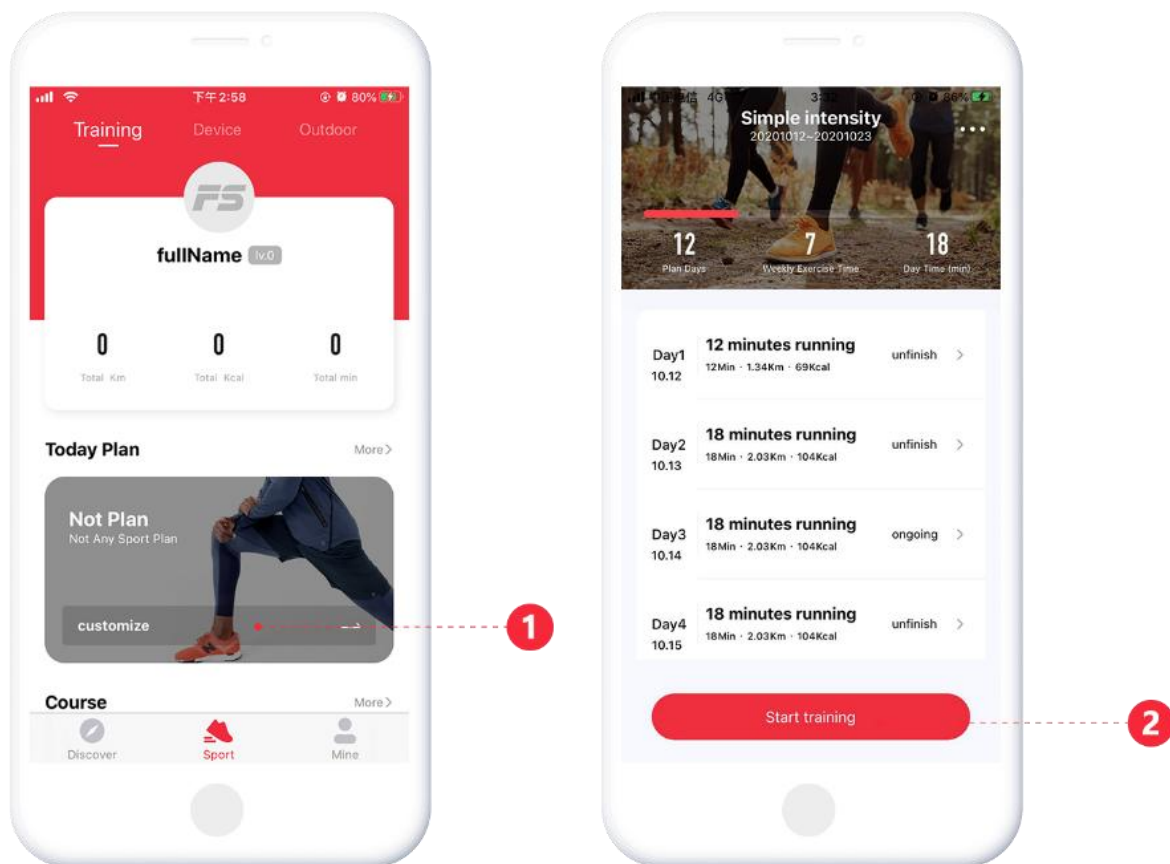 下午2:58
80%
Training Device Outdoor
FS
fullName lv.0
0 0 0
Total Km Total Kcal Total min
Today Plan More>
Not Plan
Not Any Sport Plan
customize
Course More>
Discover Sport Mine
1
4G 86%
Simple intensity
20201012~20201023
12 7 18
Plan Days Weekly Exercise Time Day Time (min)
Day1 12 minutes running unfinish >
10.12 12Min · 1.34Km · 69Kcal
Day2 18 minutes running unfinish >
10.13 18Min · 2.03Km · 104Kcal
Day3 18 minutes running ongoing >
10.14 18Min · 2.03Km · 104Kcal
Day4 18 minutes running unfinish >
10.15 18Min · 2.03Km · 104Kcal
Start training
2